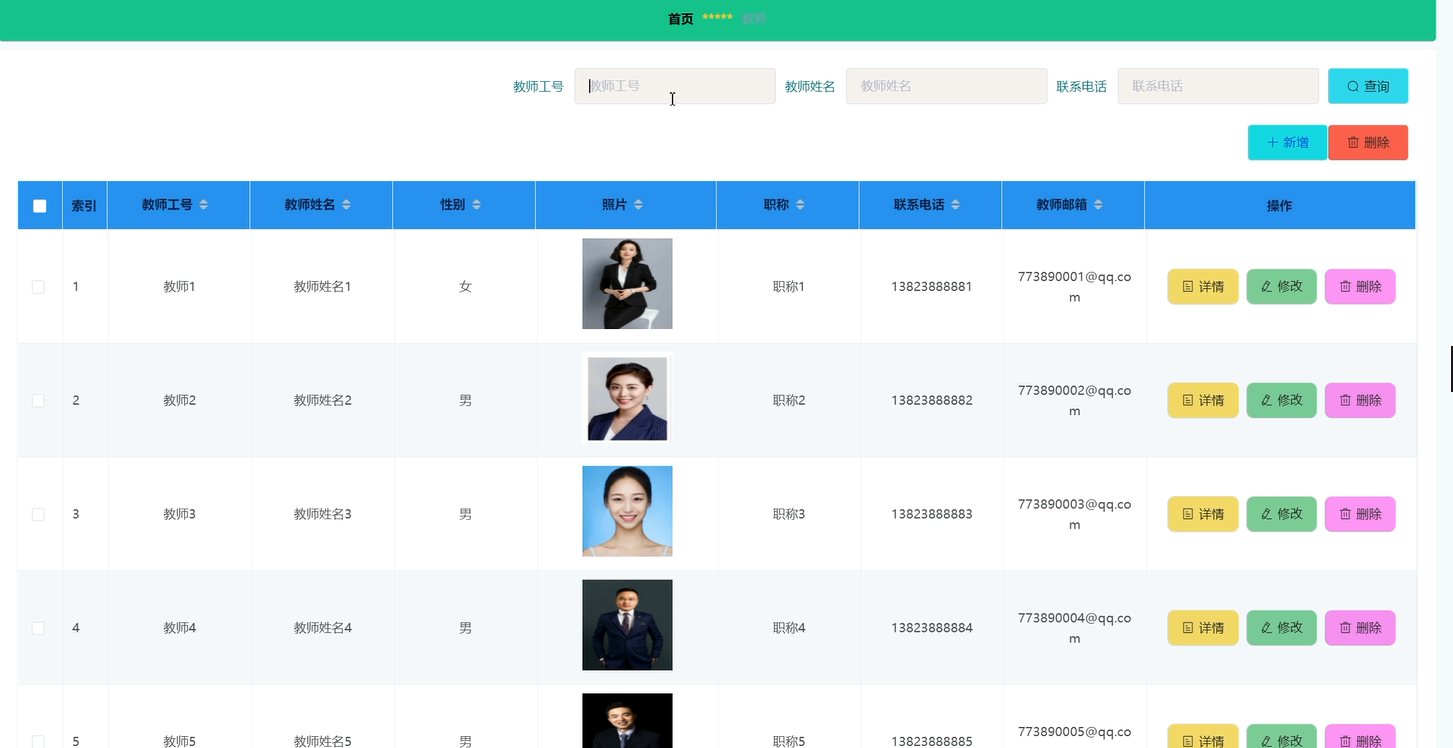 首页 ***** 教师
教师工号 教师工号 教师姓名 教师姓名 联系电话 联系电话 查询
新增 删除
索引 教师工号 教师姓名 性别 照片 职称 联系电话 教师邮箱 操作
1 教师1 教师姓名1 女 职称1 13823888881 773890001@qq.co
m
详情 修改 删除
2 教师2 教师姓名2 男 职称2 13823888882 773890002@qq.co
m
详情 修改 删除
3 教师3 教师姓名3 男 职称3 13823888883 773890003@qq.co
m
详情 修改 删除
4 教师4 教师姓名4 男 职称4 13823888884 773890004@qq.co
m
详情 修改 删除
5 教师5 教师姓名5 男 职称5 13823888885 773890005@qq.co
详情 修改 删除